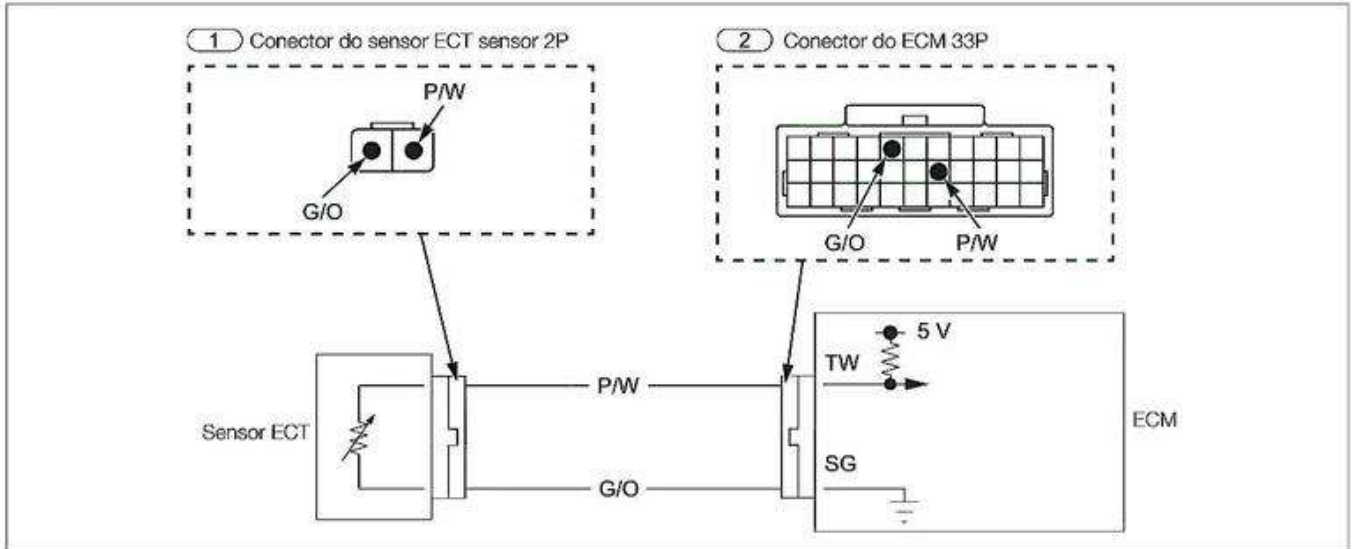 1 Conector do sensor ECT sensor 2P
2 Conector do ECM 33P
P/W
G/O
G/O
P/W
5 V
TW
P/W
Sensor ECT
ECM
SG
G/O